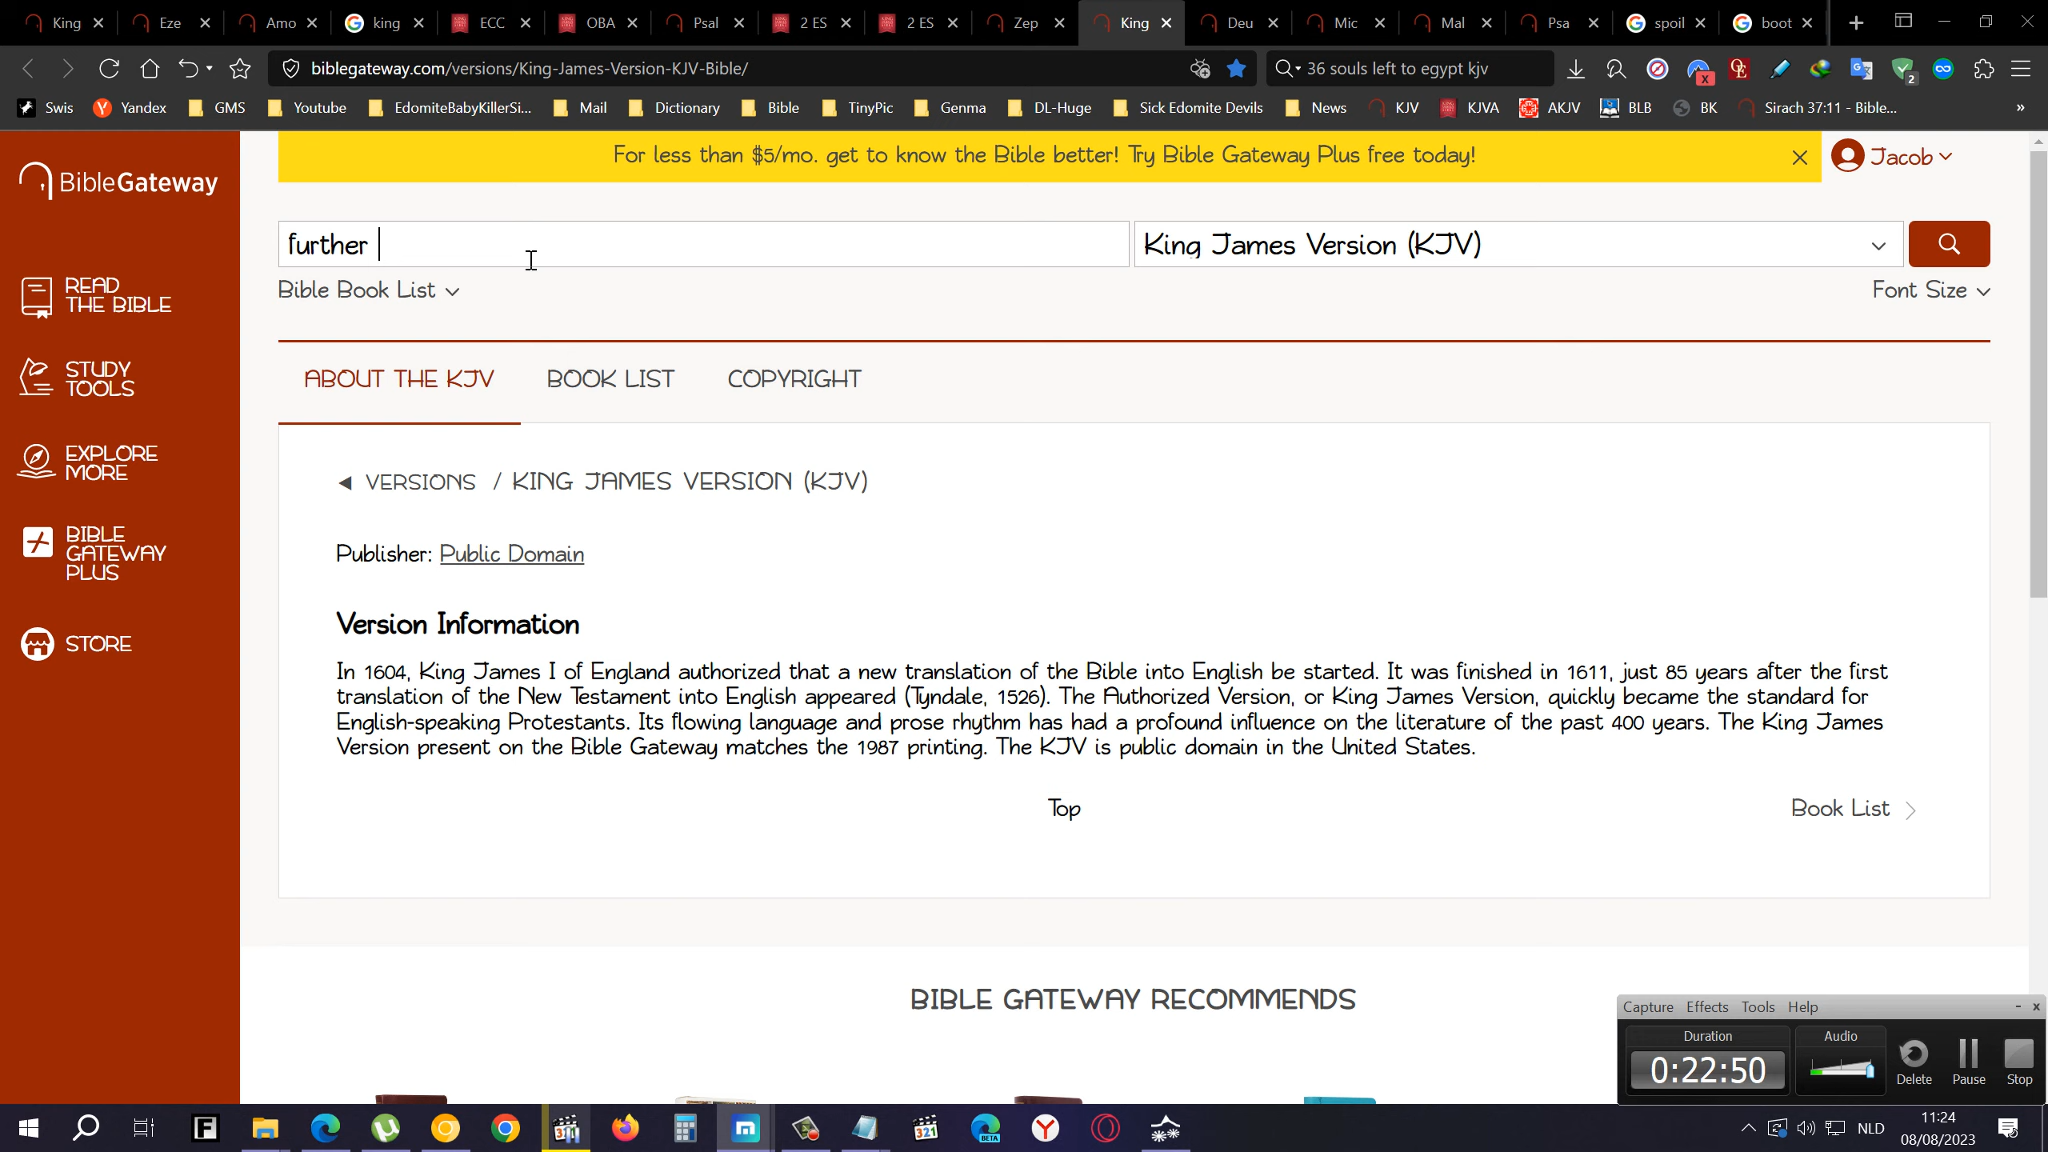 King Eze Amo king ECC OBA Psal 2 ES 2 ES Zep King Deu Mic Mal Psa spoil boot
biblegateway.com/versions/King-James-Version-KJV-Bible/ 36 souls left to egypt kjv
Swis Yandex GMS Youtube EdomiteBabyKillerSi... Mail Dictionary Bible TinyPic Genma DL-Huge Sick Edomite Devils News KJV KJVA AKJV BLB BK Sirach 37:11 - Bible... »
For less than $5/mo. get to know the Bible better! Try Bible Gateway Plus free today! Jacob
BibleGateway
further King James Version (KJV)
Bible Book List Font Size
READ
THE BIBLE
STUDY
TOOLS
EXPLORE
MORE
BIBLE
GATEWAY
PLUS
STORE
ABOUT THE KJV BOOK LIST COPYRIGHT
VERSIONS / KING JAMES VERSION (KJV)
Publisher: Public Domain
Version Information
In 1604, King James I of England authorized that a new translation of the Bible into English be started. It was finished in 1611, just 85 years after the first
translation of the New Testament into English appeared (Tyndale, 1526). The Authorized Version, or King James Version, quickly became the standard for
English-speaking Protestants. Its flowing language and prose rhythm has had a profound influence on the literature of the past 400 years. The King James
Version present on the Bible Gateway matches the 1987 printing. The KJV is public domain in the United States.
Top Book List
BIBLE GATEWAY RECOMMENDS
Capture Effects Tools Help
Duration Audio
0:22:50 Delete Pause Stop
NLD 11:24
08/08/2023